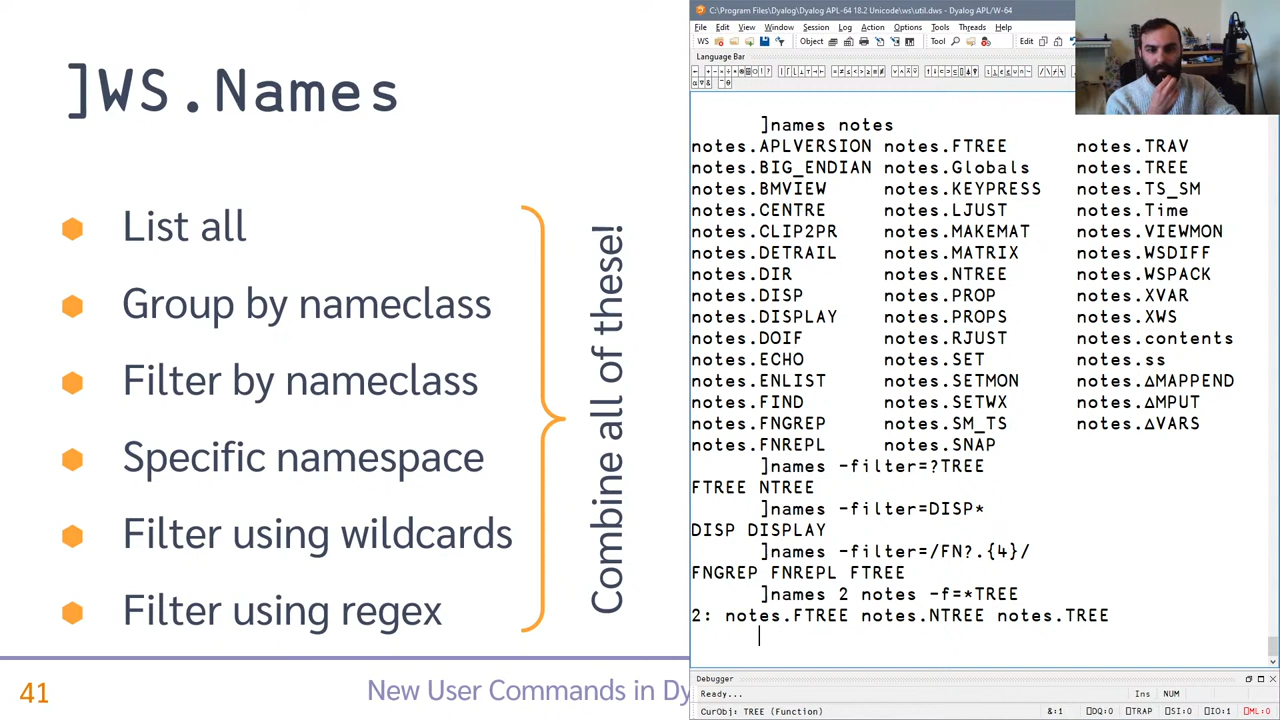 ]WS.Names
List all
Group by nameclass
Filter by nameclass
Specific namespace
Filter using wildcards
Filter using regex
Combine all of these!
41
New User Commands in Dy
C:\Program Files\Dyalog\Dyalog APL-64 18.2 Unicode\ws\util.dws - Dyalog APL/W-64
File Edit View Window Session Log Action Options Tools Threads Help
WS Object Tool Edit
Language Bar
]names notes
notes.APLVERSION notes.FTREE notes.TRAV
notes.BIG_ENDIAN notes.Globals notes.TREE
notes.BMVIEW notes.KEYPRESS notes.TS_SM
notes.CENTRE notes.LJUST notes.Time
notes.CLIP2PR notes.MAKEMAT notes.VIEWMON
notes.DETRAIL notes.MATRIX notes.WSDIFF
notes.DIR notes.NTREE notes.WSPACK
notes.DISP notes.PROP notes.XVAR
notes.DISPLAY notes.PROPS notes.XWS
notes.DOIF notes.RJUST notes.contents
notes.ECHO notes.SET notes.ss
notes.ENLIST notes.SETMON notes.∆MAPPEND
notes.FIND notes.SETWX notes.∆MPUT
notes.FNGREP notes.SM_TS notes.∆VARS
notes.FNREPL notes.SNAP
]names -filter=?TREE
FTREE NTREE
]names -filter=DISP*
DISP DISPLAY
]names -filter=/FN?.{4}/
FNGREP FNREPL FTREE
]names 2 notes -f=*TREE
2: notes.FTREE notes.NTREE notes.TREE
Debugger
Ready... Ins NUM
CurObj: TREE (Function) &:1 ⎕DQ:0 ⎕TRAP ⎕SI:0 ⎕IO:1 ⎕ML:0